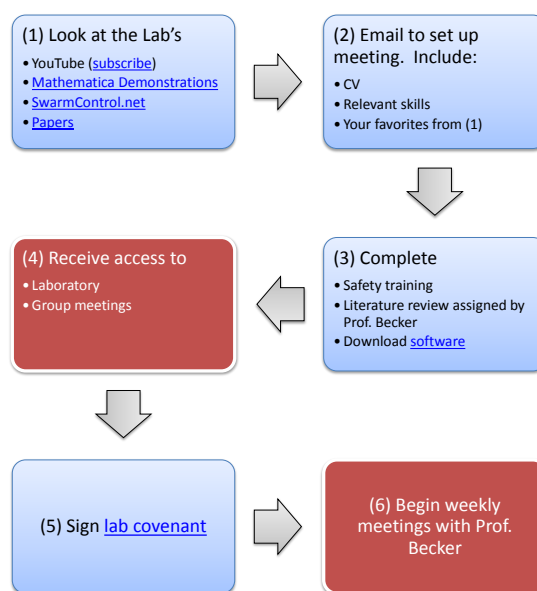 (1) Look at the Lab's
• YouTube (subscribe)
• Mathematica Demonstrations
• SwarmControl.net
• Papers
(2) Email to set up
meeting.  Include:
• CV
• Relevant skills
• Your favorites from (1)
(3) Complete
• Safety training
• Literature review assigned by
Prof. Becker
• Download software
(4) Receive access to
• Laboratory
• Group meetings
(5) Sign lab covenant
(6) Begin weekly
meetings with Prof.
Becker